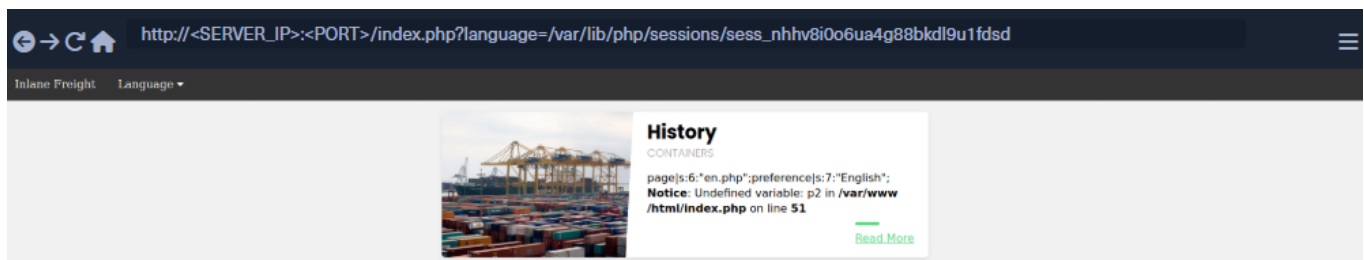 http://<SERVER_IP>:<PORT>/index.php?language=/var/lib/php/sessions/sess_nhhv8i0o6ua4g88bkdl9u1fdsd
Inlane Freight Language
History
CONTAINERS
page|s:6:"en.php";preference|s:7:"English";
Notice: Undefined variable: p2 in /var/www
/html/index.php on line 51
Read More